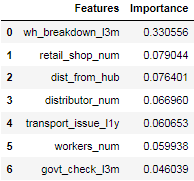 Features Importance
0 wh_breakdown_l3m 0.330556
1 retail_shop_num 0.079044
2 dist_from_hub 0.076401
3 distributor_num 0.066960
4 transport_issue_l1y 0.060653
5 workers_num 0.059938
6 govt_check_l3m 0.046039